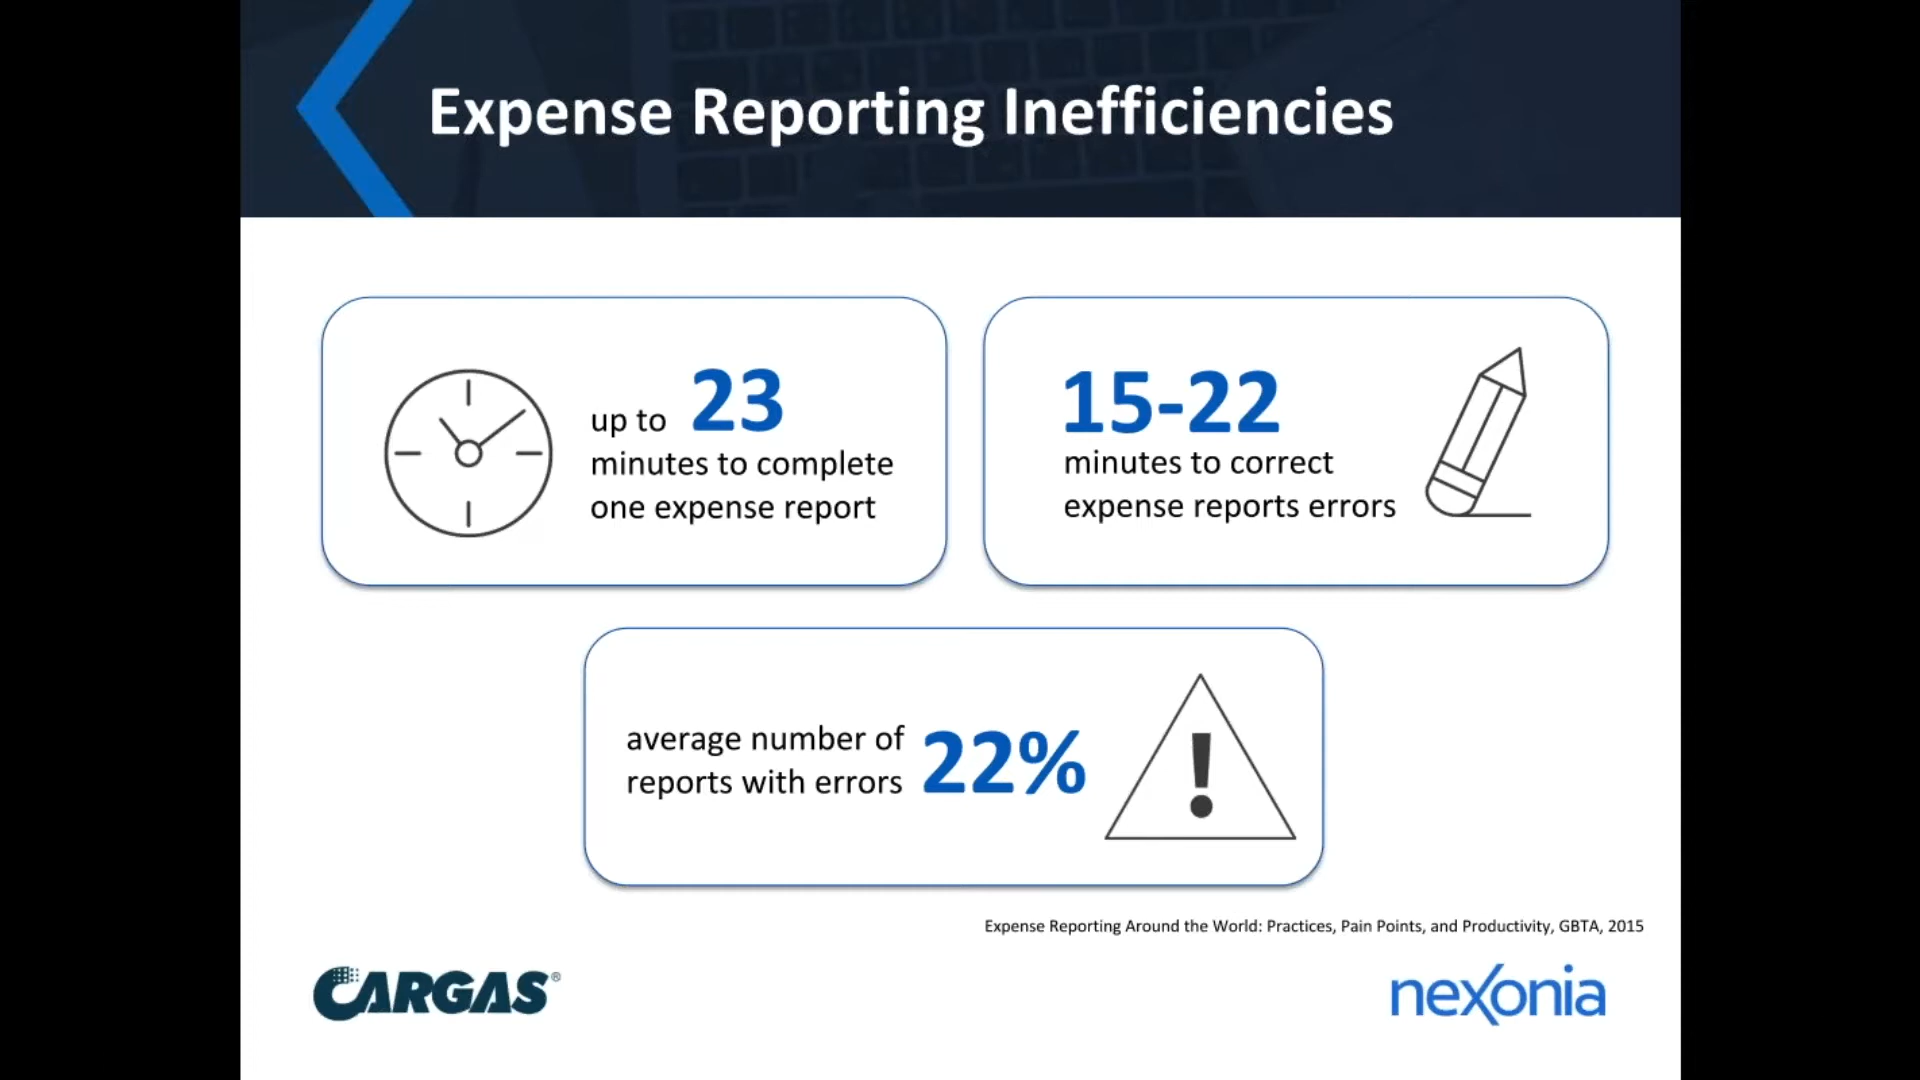 Expense Reporting Inefficiencies
up to 23
minutes to complete
one expense report
15-22
minutes to correct
expense reports errors
average number of
reports with errors 22%
Expense Reporting Around the World: Practices, Pain Points, and Productivity, GBTA, 2015
CARGAS®
nexonia